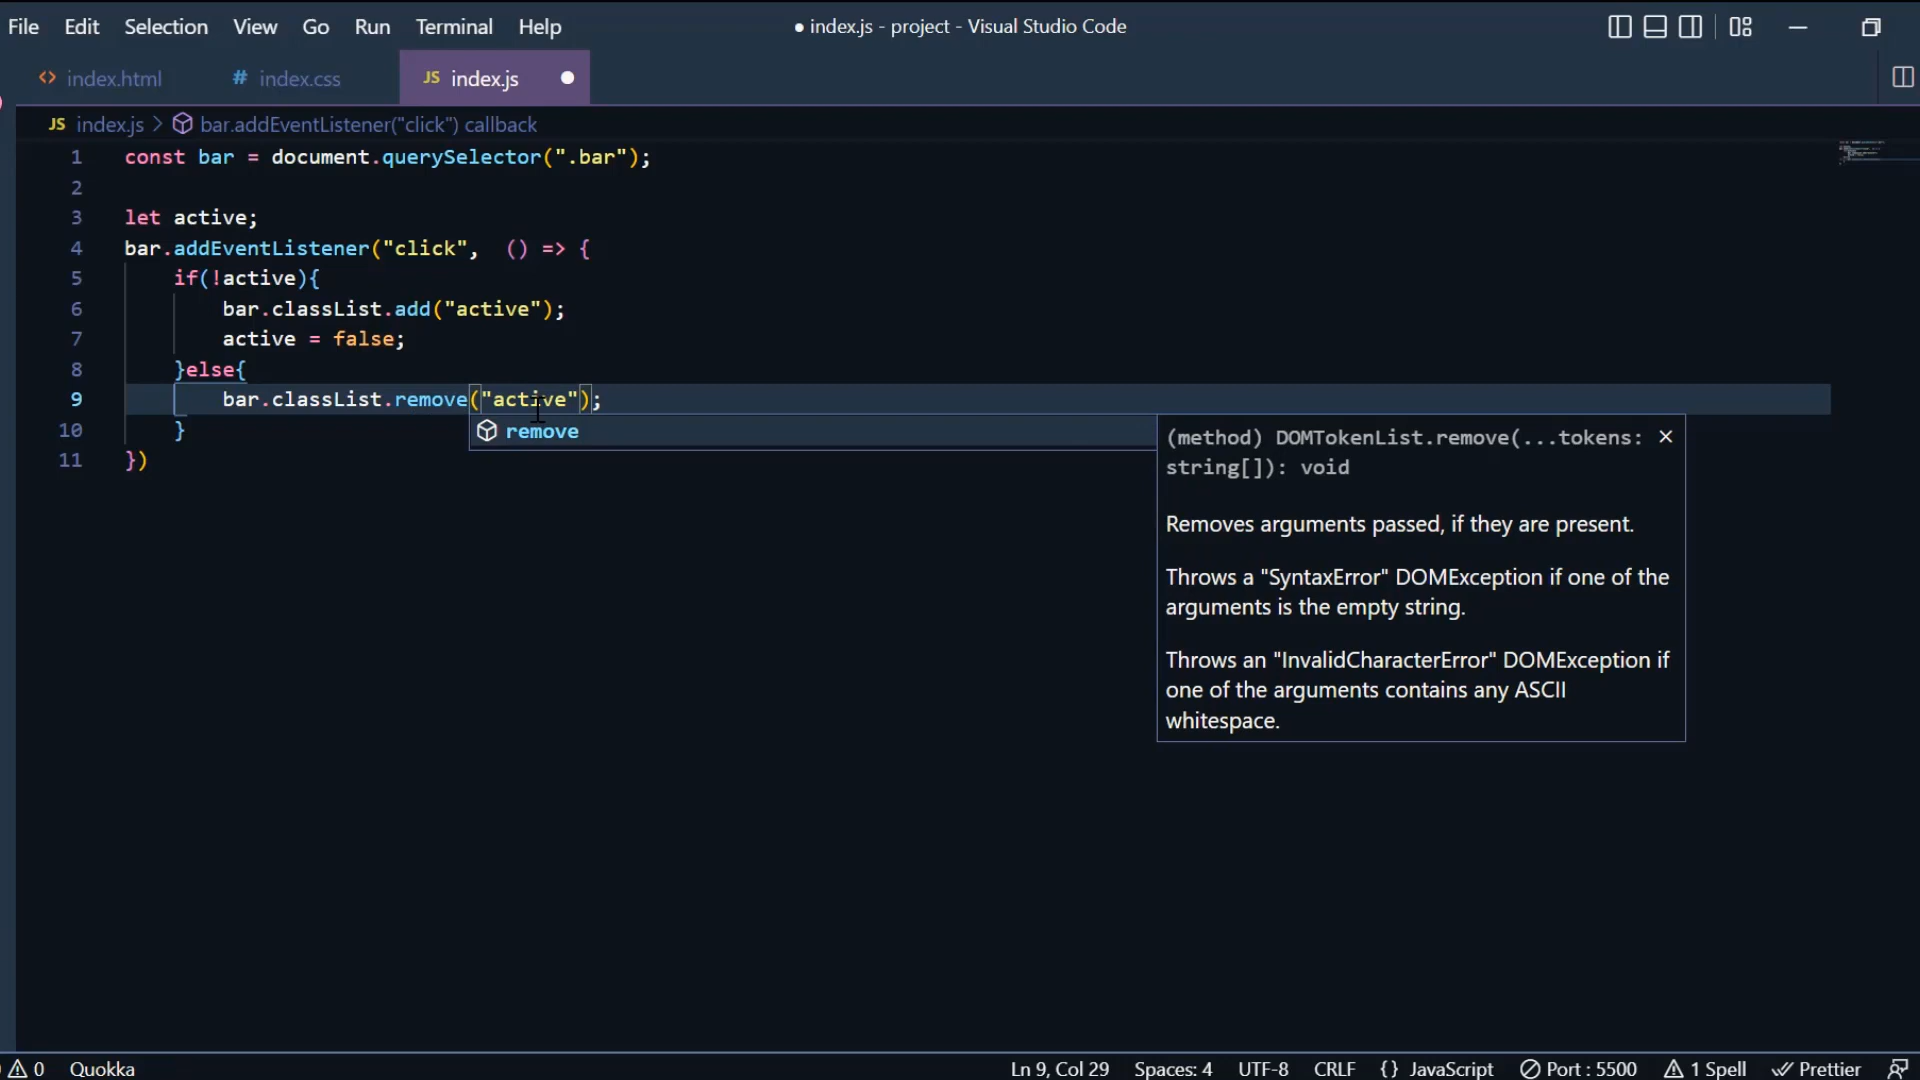 File Edit Selection View Go Run Terminal Help ● index.js - project - Visual Studio Code
<> index.html # index.css JS index.js ●
JS index.js > bar.addEventListener("click") callback
1 const bar = document.querySelector(".bar");
2
3 let active;
4 bar.addEventListener("click",  () => {
5 if(!active){
6 bar.classList.add("active");
7 active = false;
8 }else{
9 bar.classList.remove("active");
10 }
11 })
remove
(method) DOMTokenList.remove(...tokens:
string[]): void
Removes arguments passed, if they are present.
Throws a "SyntaxError" DOMException if one of the
arguments is the empty string.
Throws an "InvalidCharacterError" DOMException if
one of the arguments contains any ASCII
whitespace.
0 Quokka Ln 9, Col 29 Spaces: 4 UTF-8 CRLF {} JavaScript Port : 5500 1 Spell Prettier